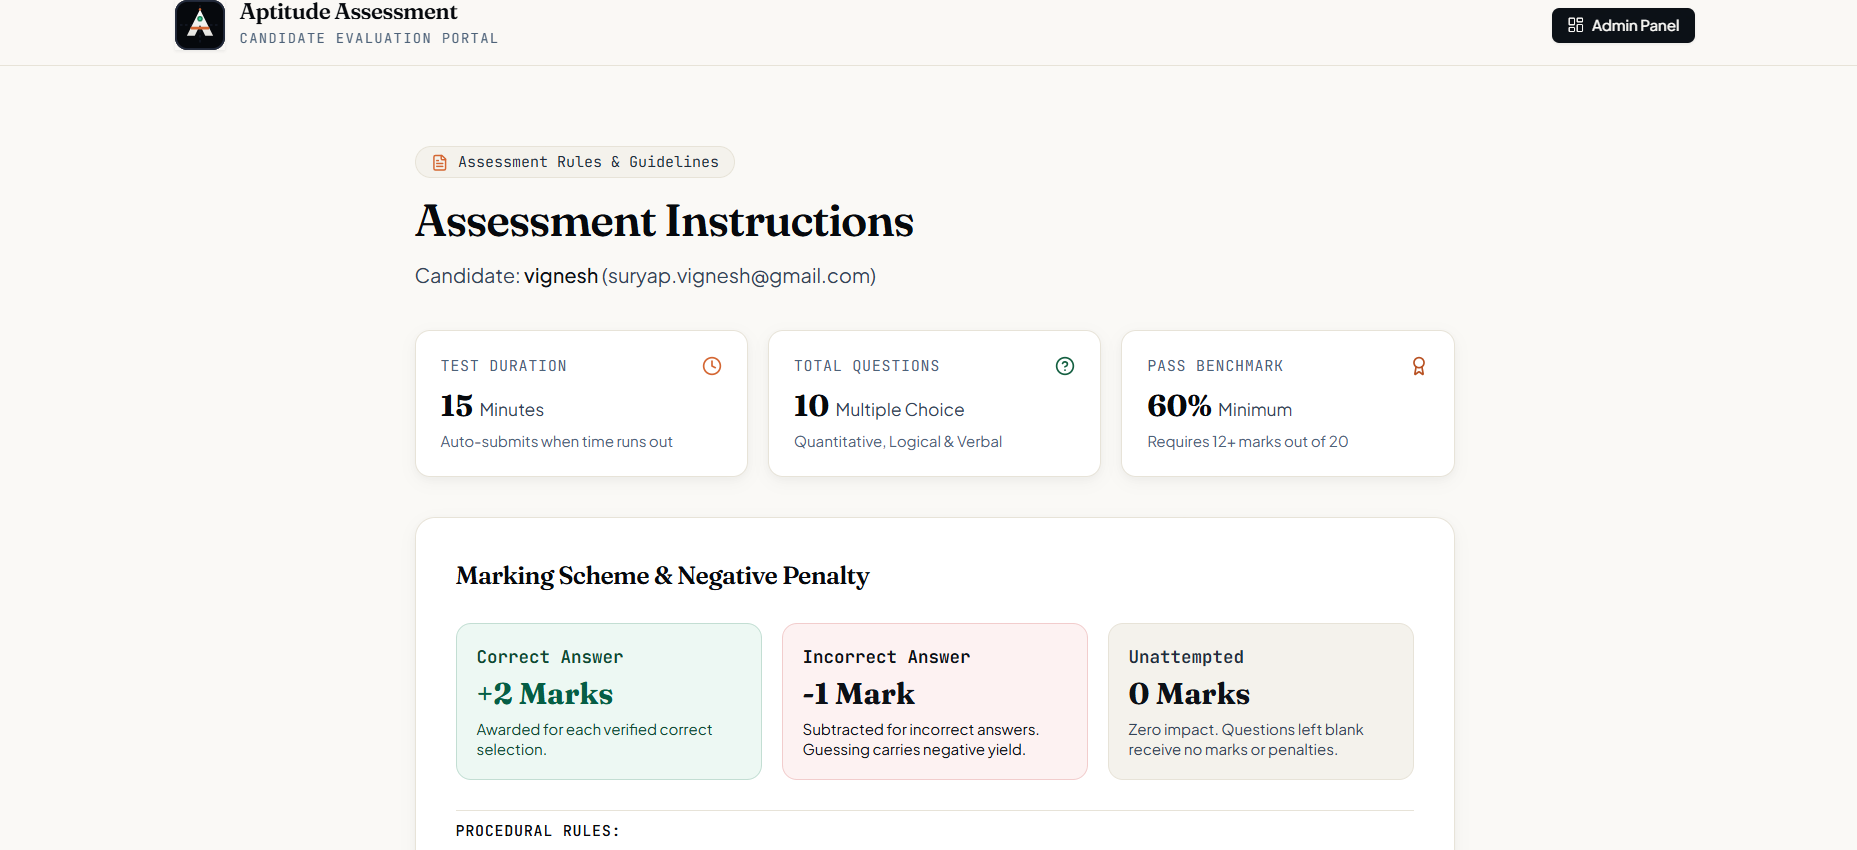 Aptitude Assessment
CANDIDATE EVALUATION PORTAL
Admin Panel
Assessment Rules & Guidelines
Assessment Instructions
Candidate: vignesh (suryap.vignesh@gmail.com)
TEST DURATION
15 Minutes
Auto-submits when time runs out
TOTAL QUESTIONS
10 Multiple Choice
Quantitative, Logical & Verbal
PASS BENCHMARK
60% Minimum
Requires 12+ marks out of 20
Marking Scheme & Negative Penalty
Correct Answer
+2 Marks
Awarded for each verified correct
selection.
Incorrect Answer
-1 Mark
Subtracted for incorrect answers.
Guessing carries negative yield.
Unattempted
0 Marks
Zero impact. Questions left blank
receive no marks or penalties.
PROCEDURAL RULES: